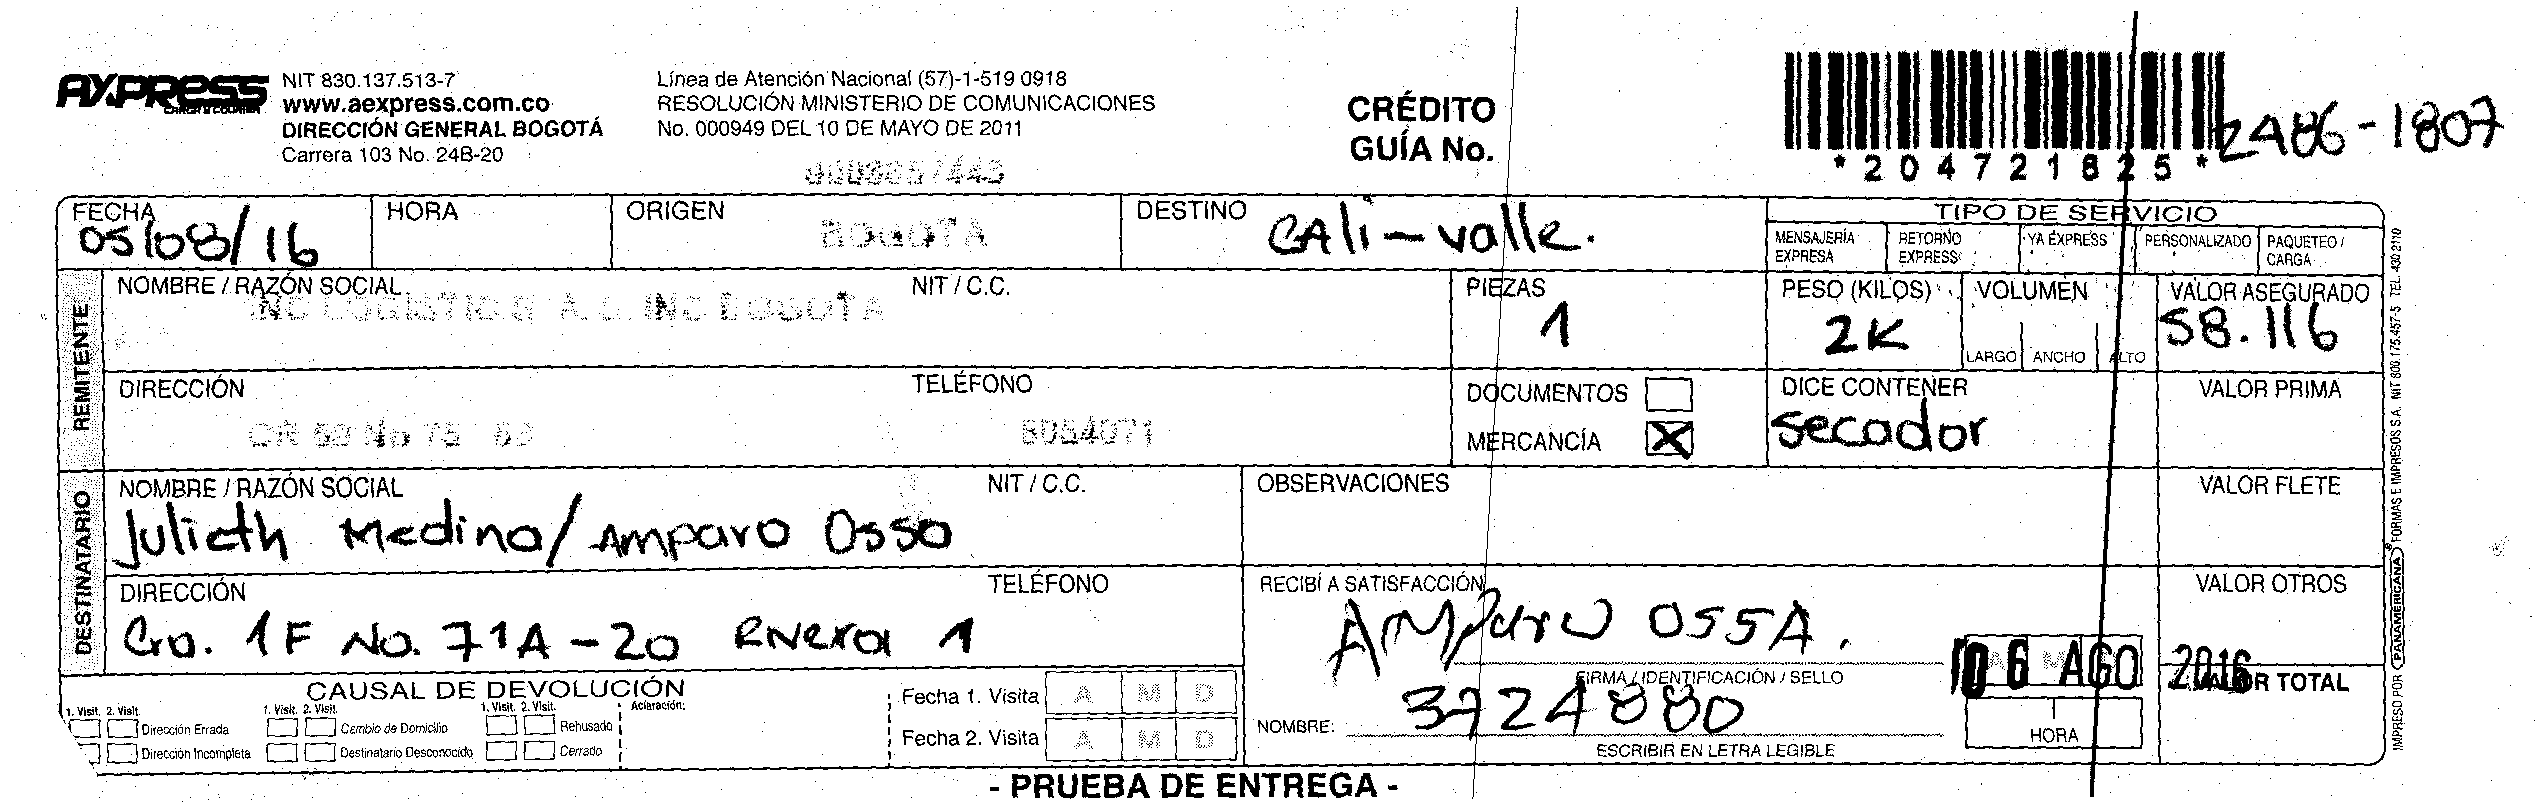 AXPRESS
CARGA & COURIER
NIT 830.137.513-7
www.aexpress.com.co
DIRECCIÓN GENERAL BOGOTÁ
Carrera 103 No. 24B-20
Línea de Atención Nacional (57)-1-519 0918
RESOLUCIÓN MINISTERIO DE COMUNICACIONES
No. 000949 DEL 10 DE MAYO DE 2011
CRÉDITO
GUÍA No.
*204721825*
2486-1807
FECHA 05/08/16
HORA
ORIGEN BOGOTA
DESTINO Cali-valle.
TIPO DE SERVICIO
MENSAJERÍA EXPRESA
RETORNO EXPRESS
YA EXPRESS
PERSONALIZADO
PAQUETEO / CARGA
REMITENTE
NOMBRE / RAZÓN SOCIAL
NIT / C.C.
BOGOTA
PIEZAS 1
PESO (KILOS) 2K
VOLUMEN
LARGO ANCHO ALTO
VALOR ASEGURADO 58.116
DIRECCIÓN
TELÉFONO
8054071
DOCUMENTOS
MERCANCÍA X
DICE CONTENER
secador
VALOR PRIMA
DESTINATARIO
NOMBRE / RAZÓN SOCIAL
NIT / C.C.
Julieth Medina/Amparo Osso
OBSERVACIONES
VALOR FLETE
DIRECCIÓN
TELÉFONO
Cra. 1F No. 71A-20 Enero 1
RECIBÍ A SATISFACCIÓN
AMPARO OSSA.
FIRMA / IDENTIFICACIÓN / SELLO
06 AGO 2016
VALOR OTROS
VALOR TOTAL
NOMBRE: 3724880
ESCRIBIR EN LETRA LEGIBLE
HORA
CAUSAL DE DEVOLUCIÓN
1. Visit. 2. Visit.
1. Visit. 2. Visit.
1. Visit. 2. Visit.
Aclaración:
Dirección Errada
Cambio de Domicilio
Rehusado
Dirección Incompleta
Destinatario Desconocido
Cerrado
Fecha 1. Visita A M D
Fecha 2. Visita A M D
- PRUEBA DE ENTREGA -
IMPRESO POR PANAMERICANA FORMAS E IMPRESOS S.A. NIT 800.175.457-5 TEL. 430 2110